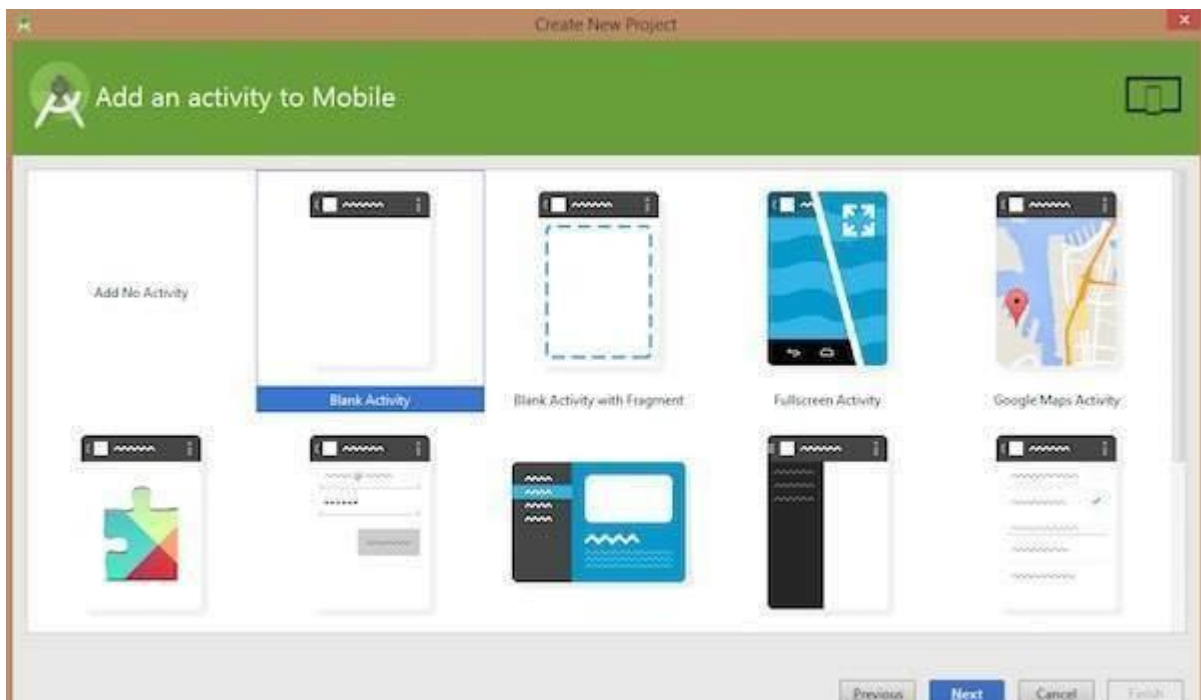 Create New Project
Add an activity to Mobile
Add No Activity
Blank Activity
Blank Activity with Fragment
Fullscreen Activity
Google Maps Activity
Previous
Next
Cancel
Finish